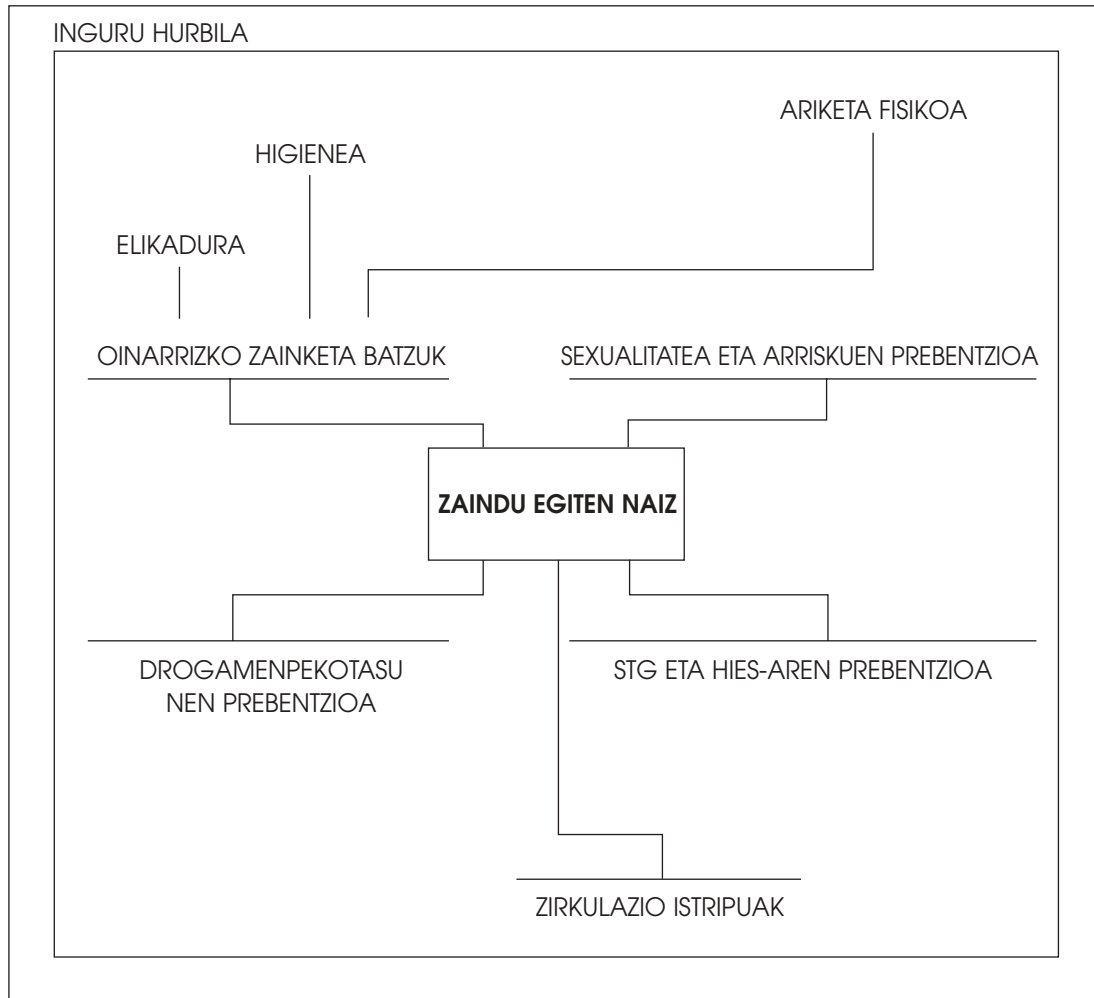 INGURU HURBILA
ARIKETA FISIKOA
HIGIENEA
ELIKADURA
OINARRIZKO ZAINKETA BATZUK
SEXUALITATEA ETA ARRISKUEN PREBENTZIOA
ZAINDU EGITEN NAIZ
DROGAMENPEKOTASU
NEN PREBENTZIOA
STG ETA HIES-AREN PREBENTZIOA
ZIRKULAZIO ISTRIPUAK